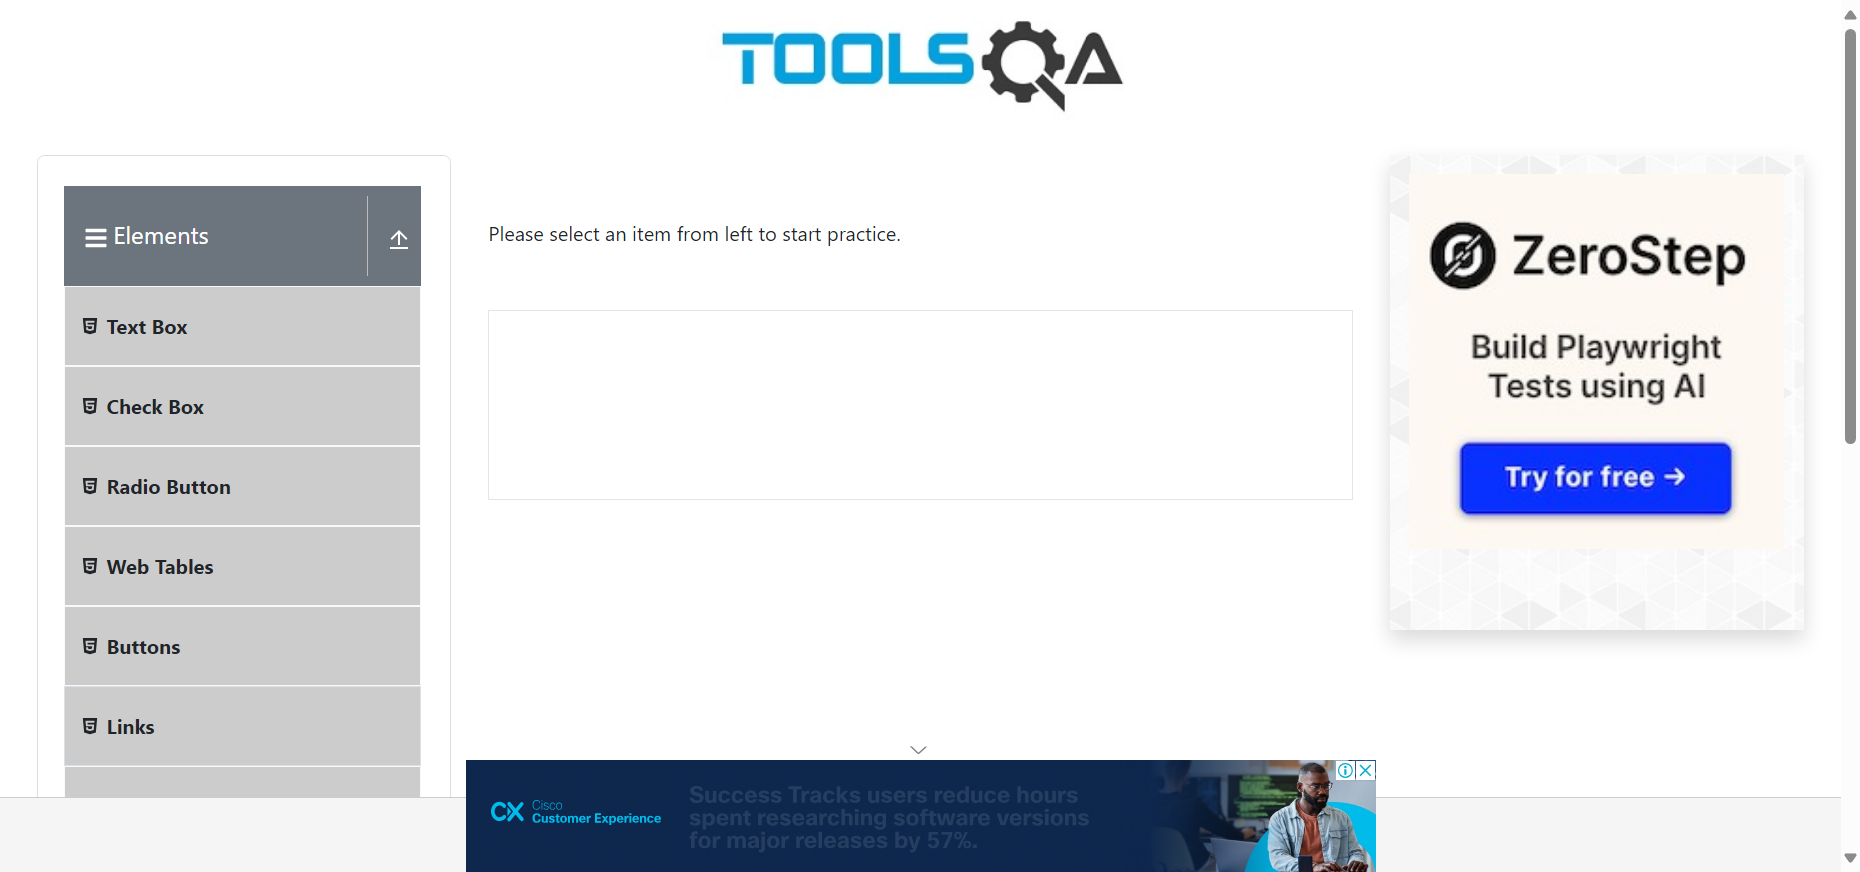 TOOLSQA
Elements
Text Box
Check Box
Radio Button
Web Tables
Buttons
Links
Please select an item from left to start practice.
ZeroStep
Build Playwright
Tests using AI
Try for free →
CX Cisco
Customer Experience
Success Tracks users reduce hours
spent researching software versions
for major releases by 57%.